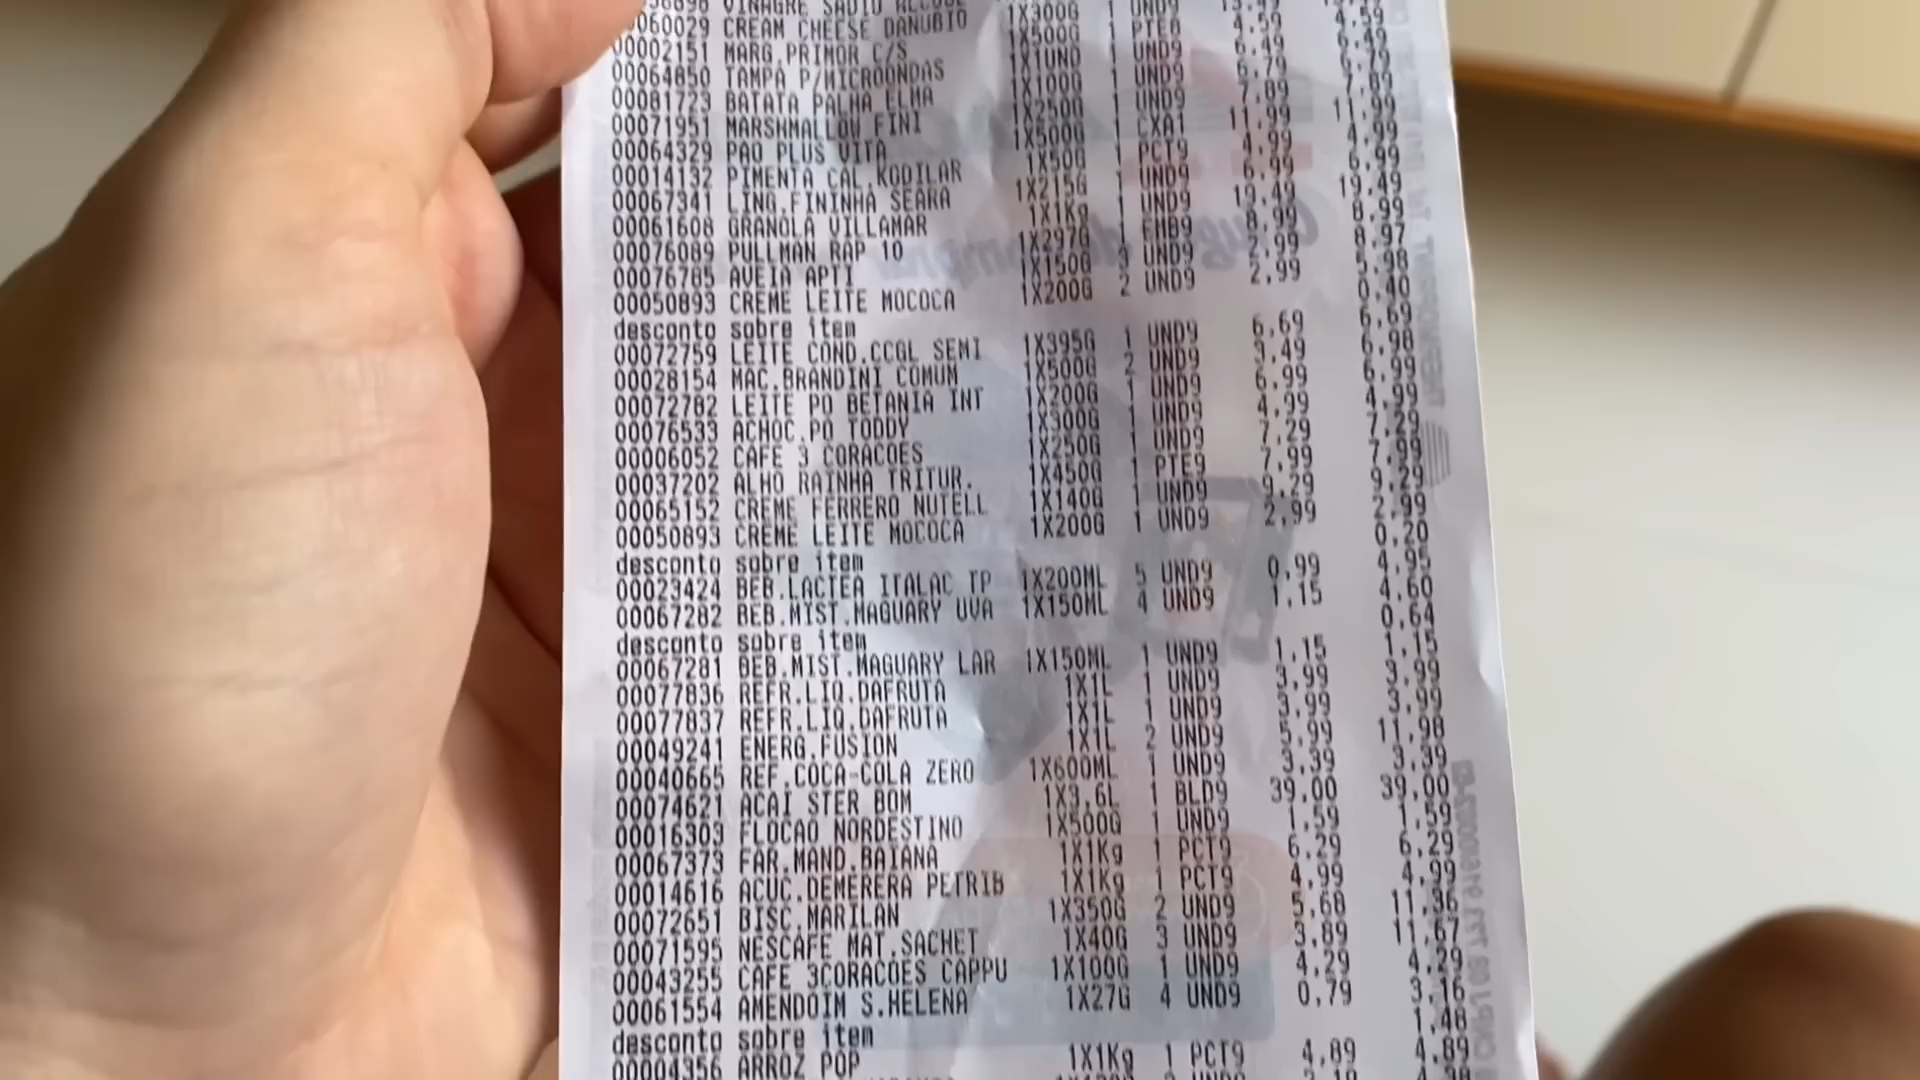 VINAGRE
00060029 CREAM CHEESE DANUBIO 1X300G 1 UND9
00002151 MARG.PRIMOR C/S 1X500G 1 PTE9 4.59 4.59
00064850 TAMPA P/MICROONDAS 1X1UND 1 UND9 6.49 6.49
00081723 BATATA PALHA ELMA 1X100G 1 UND9
00071951 MARSHMALLOW FINI 1X250G 1 UND9 7.89 7.89
00064329 PAO PLUS VITA 1X500G 1 CXA1 11.99 11.99
00014132 PIMENTA CAL.KODILAR 1X50G 1 PCT9 4.99 4.99
00067341 LING.FININHA SEARA 1X215G 1 UND9 6.99 6.99
00061608 GRANOLA VILLAMAR 1X1Kg 1 UND9 19.49 19.49
00076089 PULLMAN RAP 10 1X297G 1 EMB9 8.99 8.99
00076785 AVEIA APTI 1X150G 3 UND9 2.99 8.97
00050893 CREME LEITE MOCOCA 1X200G 2 UND9 2.99 5.98
desconto sobre item 0.40
00072759 LEITE COND.CCGL SEMI 1X395G 1 UND9 6.69 6.69
00028154 MAC.BRANDINI COMUM 1X500G 2 UND9 3.49 6.98
00072782 LEITE PO BETANIA INT 1X200G 1 UND9 6.99 6.99
00076533 ACHOC.PO TODDY 1X300G 1 UND9 4.99 4.99
00006052 CAFE 3 CORACOES 1X250G 1 UND9 7.29 7.29
00037202 ALHO RAINHA TRITUR. 1X450G 1 PTE9 7.99 7.99
00065152 CREME FERRERO NUTELL 1X140G 1 UND9 9.29 9.29
00050893 CREME LEITE MOCOCA 1X200G 1 UND9 2.99 2.99
desconto sobre item 0.20
00023424 BEB.LACTEA ITALAC TP 1X200ML 5 UND9 0.99 4.95
00067282 BEB.MIST.MAGUARY UVA 1X150ML 4 UND9 1.15 4.60
desconto sobre item 0.64
00067281 BEB.MIST.MAGUARY LAR 1X150ML 1 UND9 1.15 1.15
00077836 REFR.LIQ.DAFRUTA 1X1L 1 UND9 3.99 3.99
00077837 REFR.LIQ.DAFRUTA 1X1L 1 UND9 3.99 3.99
00049241 ENERG.FUSION 1X1L 2 UND9 5.99 11.98
00040665 REF.COCA-COLA ZERO 1X600ML 1 UND9 3.39 3.39
00074621 ACAI STER BOM 1X3,6L 1 BLD9 39.00 39.00
00016303 FLOCAO NORDESTINO 1X500G 1 UND9 1.59 1.59
00067373 FAR.MAND.BAIANA 1X1Kg 1 PCT9 6.29 6.29
00014616 ACUC.DEMERERA PETRIB 1X1Kg 1 PCT9 4.99 4.99
00072651 BISC.MARILAN 1X350G 2 UND9 5.68 11.36
00071595 NESCAFE MAT.SACHET 1X40G 3 UND9 3.89 11.67
00043255 CAFE 3CORACOES CAPPU 1X100G 1 UND9 4.29 4.29
00061554 AMENDOIM S.HELENA 1X27G 4 UND9 0.79 3.16
desconto sobre item 1.48
00004356 ARROZ POP 1X1Kg 1 PCT9 4.89 4.89